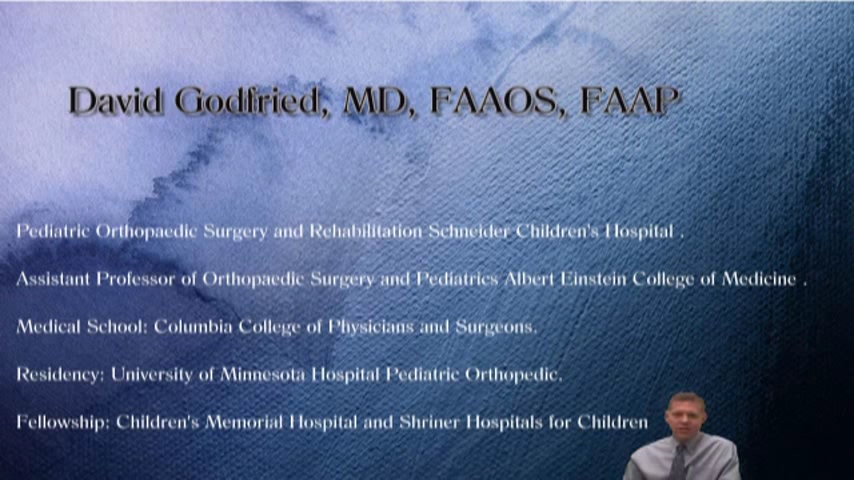 David Godfried, MD, FAAOS, FAAP
Pediatric Orthopaedic Surgery and Rehabilitation Schneider Children's Hospital .
Assistant Professor of Orthopaedic Surgery and Pediatrics Albert Einstein College of Medicine .
Medical School: Columbia College of Physicians and Surgeons.
Residency: University of Minnesota Hospital Pediatric Orthopedic.
Fellowship: Children's Memorial Hospital and Shriner Hospitals for Children